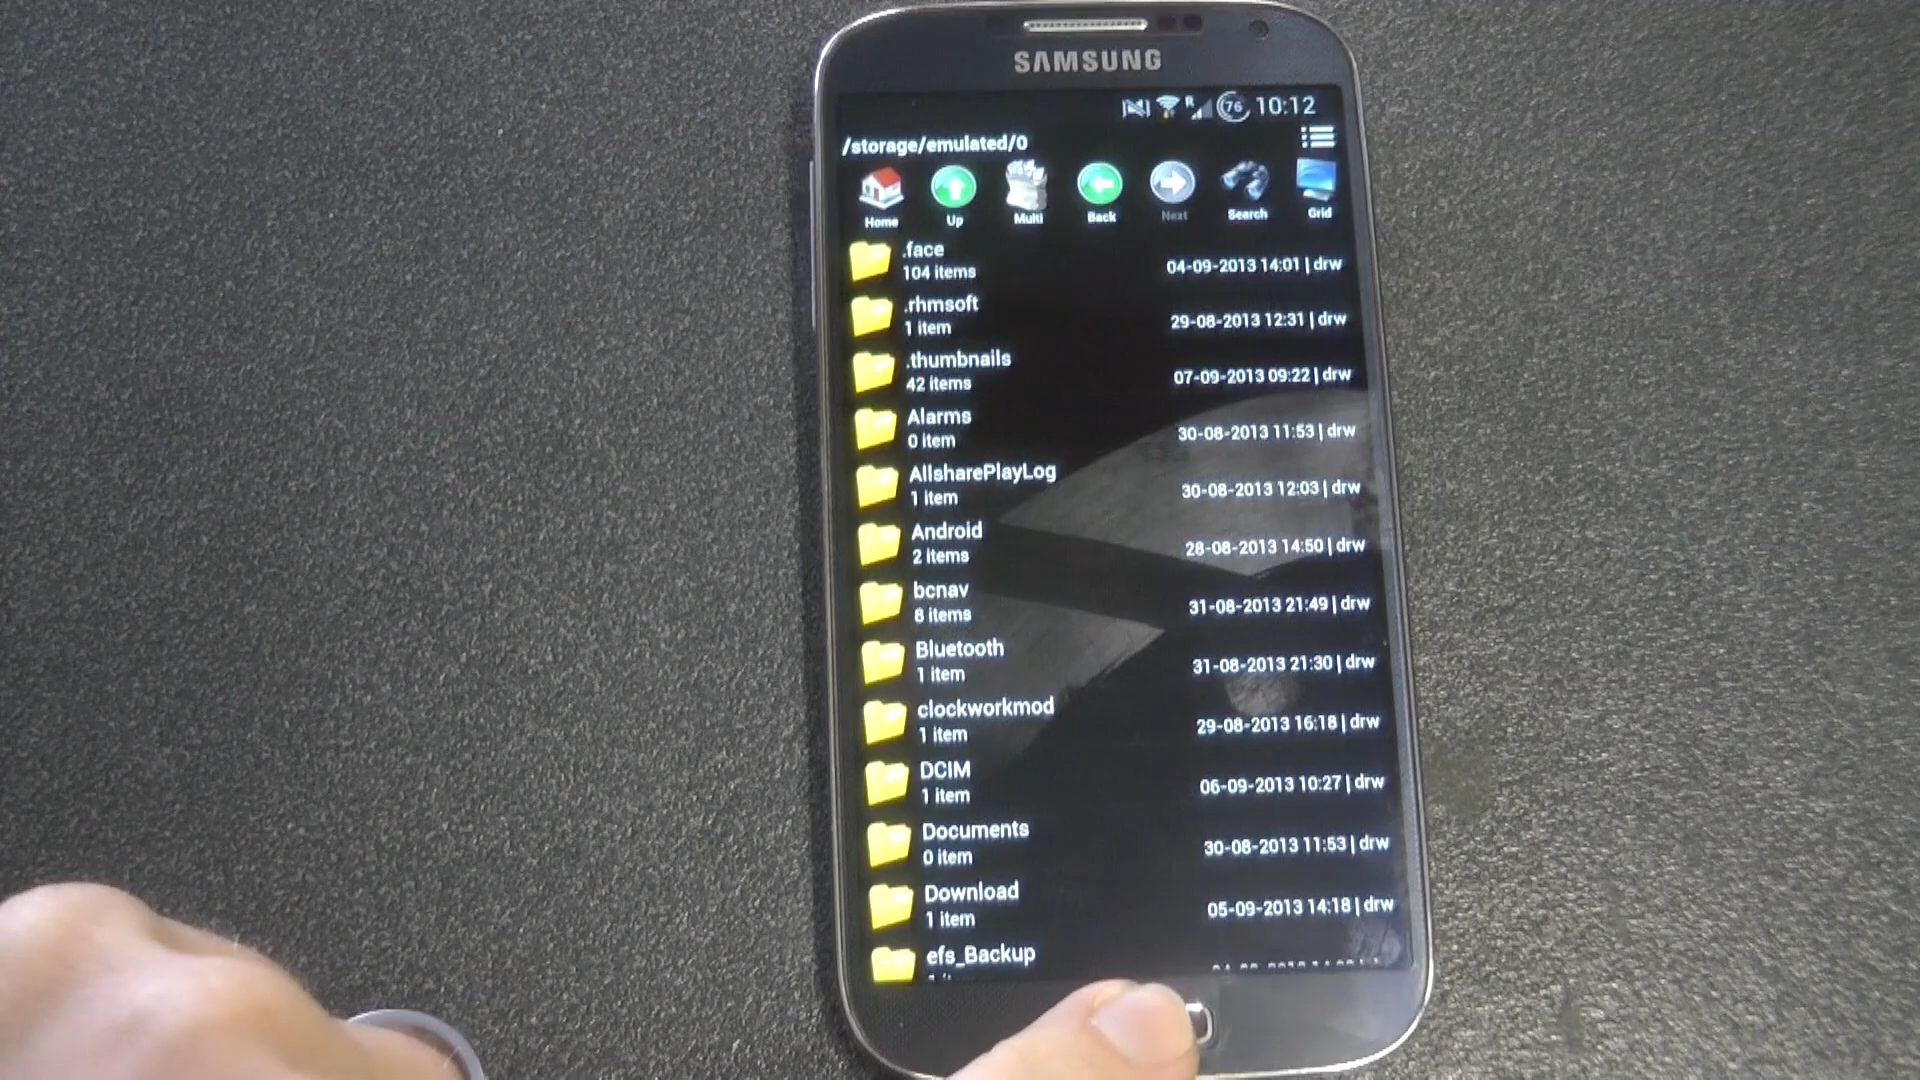 SAMSUNG
R 76 10:12
/storage/emulated/0
Home Up Multi Back Next Search Grid
.face
104 items 04-09-2013 14:01 | drw
.rhmsoft
1 item 29-08-2013 12:31 | drw
.thumbnails
42 items 07-09-2013 09:22 | drw
Alarms
0 item 30-08-2013 11:53 | drw
AllsharePlayLog
1 item 30-08-2013 12:03 | drw
Android
2 items 28-08-2013 14:50 | drw
bcnav
8 items 31-08-2013 21:49 | drw
Bluetooth
1 item 31-08-2013 21:30 | drw
clockworkmod
1 item 29-08-2013 16:18 | drw
DCIM
1 item 06-09-2013 10:27 | drw
Documents
0 item 30-08-2013 11:53 | drw
Download
1 item 05-09-2013 14:18 | drw
efs_Backup